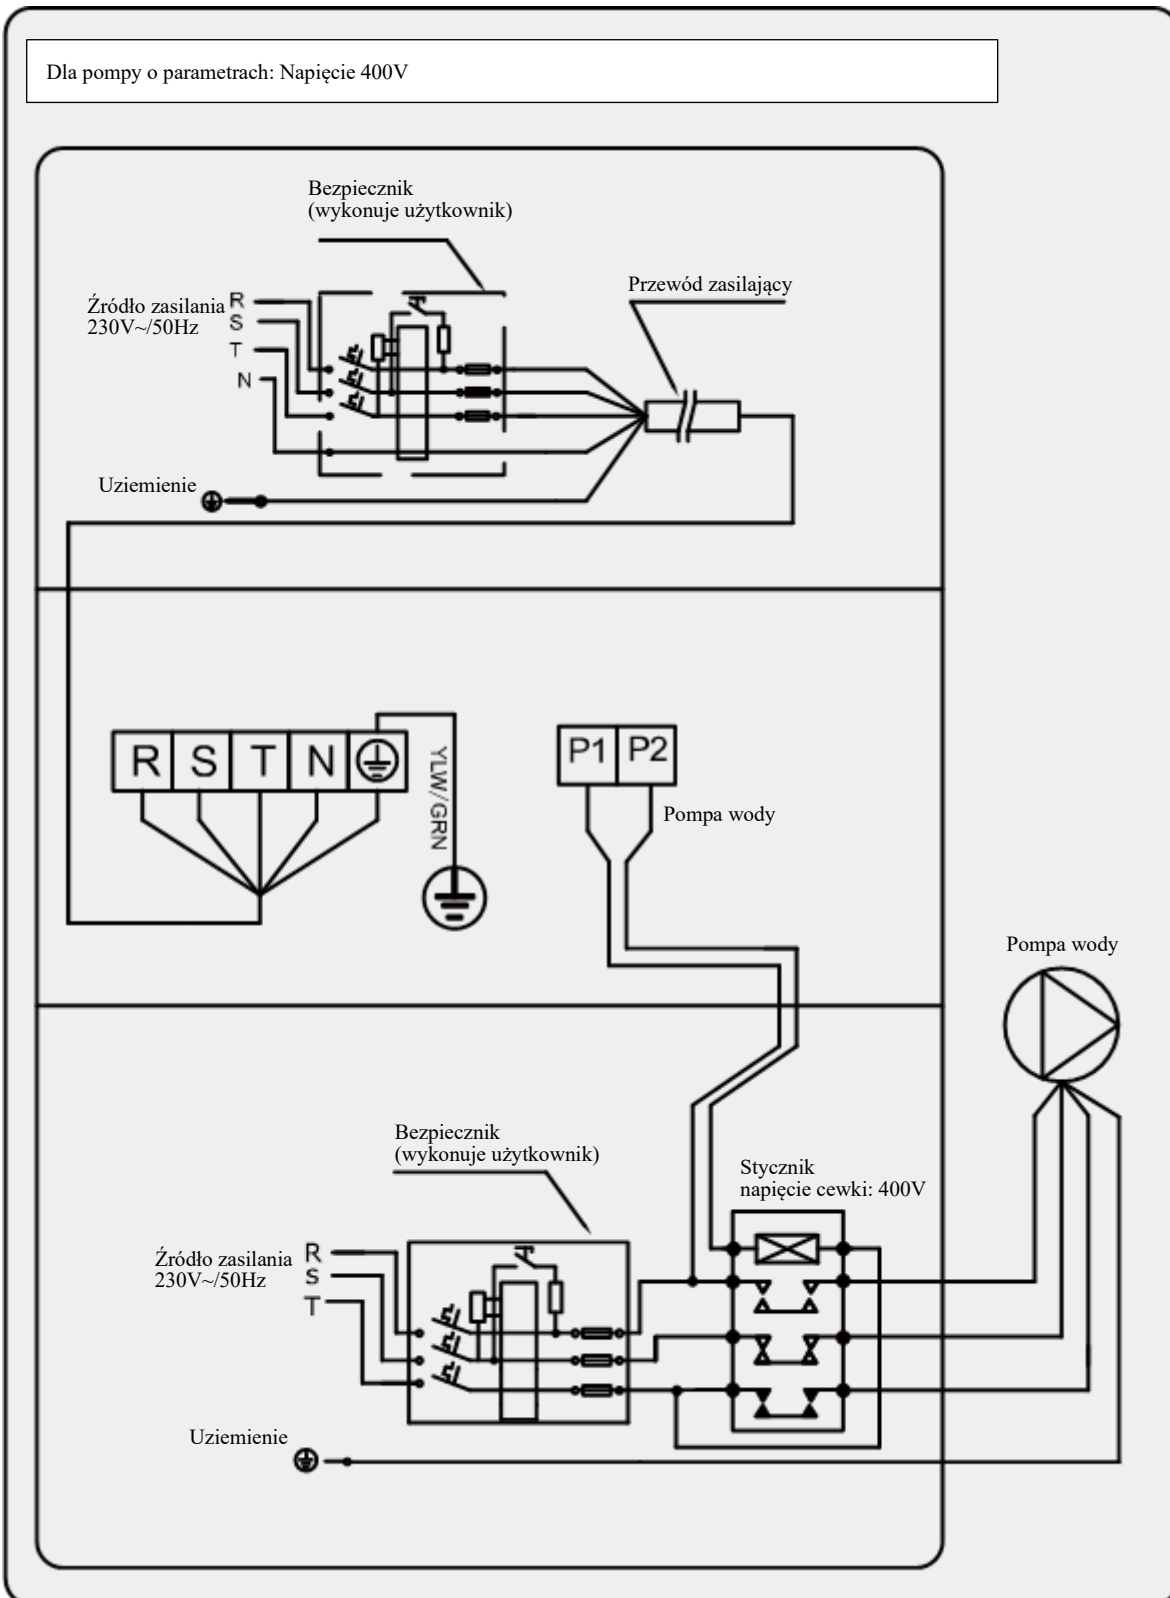 Dla pompy o parametrach: Napięcie 400V
Bezpiecznik
(wykonuje użytkownik)
Przewód zasilający
Źródło zasilania
230V~/50Hz
R
S
T
N
Uziemienie
R S T N
YLW/GRN
P1 P2
Pompa wody
Pompa wody
Bezpiecznik
(wykonuje użytkownik)
Stycznik
napięcie cewki: 400V
Źródło zasilania
230V~/50Hz
R
S
T
Uziemienie